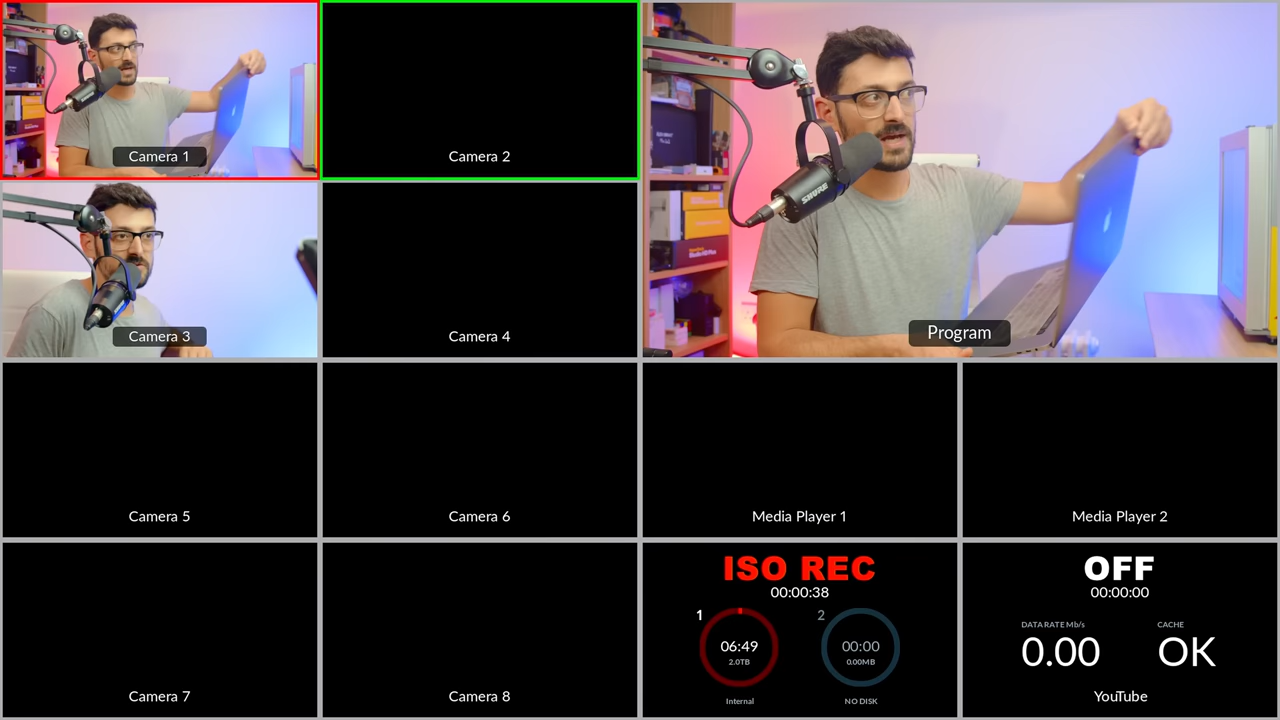 Camera 1
Camera 2
SHURE
Program
Camera 3
Camera 4
Camera 5
Camera 6
Media Player 1
Media Player 2
Camera 7
Camera 8
ISO REC
00:00:38
1
06:49
2.0TB
Internal
2
00:00
0.00MB
NO DISK
OFF
00:00:00
DATA RATE Mb/s
0.00
CACHE
OK
YouTube